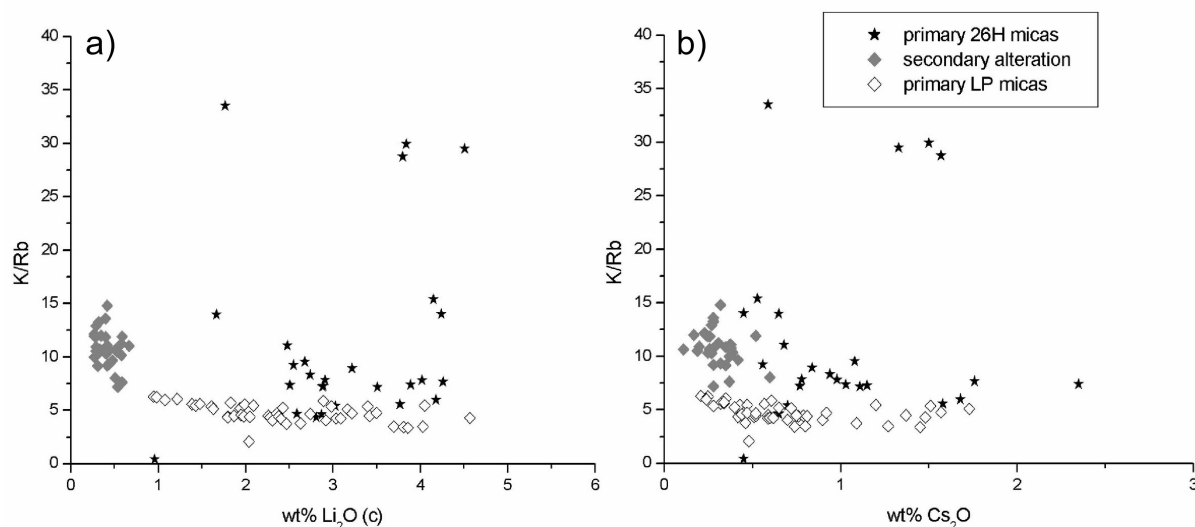 a)
40
35
30
25
20
15
10
5
0
K/Rb
0 1 2 3 4 5 6
wt% Li₂O (c)
b)
primary 26H micas
secondary alteration
primary LP micas
40
35
30
25
20
15
10
5
0
K/Rb
0 1 2 3
wt% Cs₂O